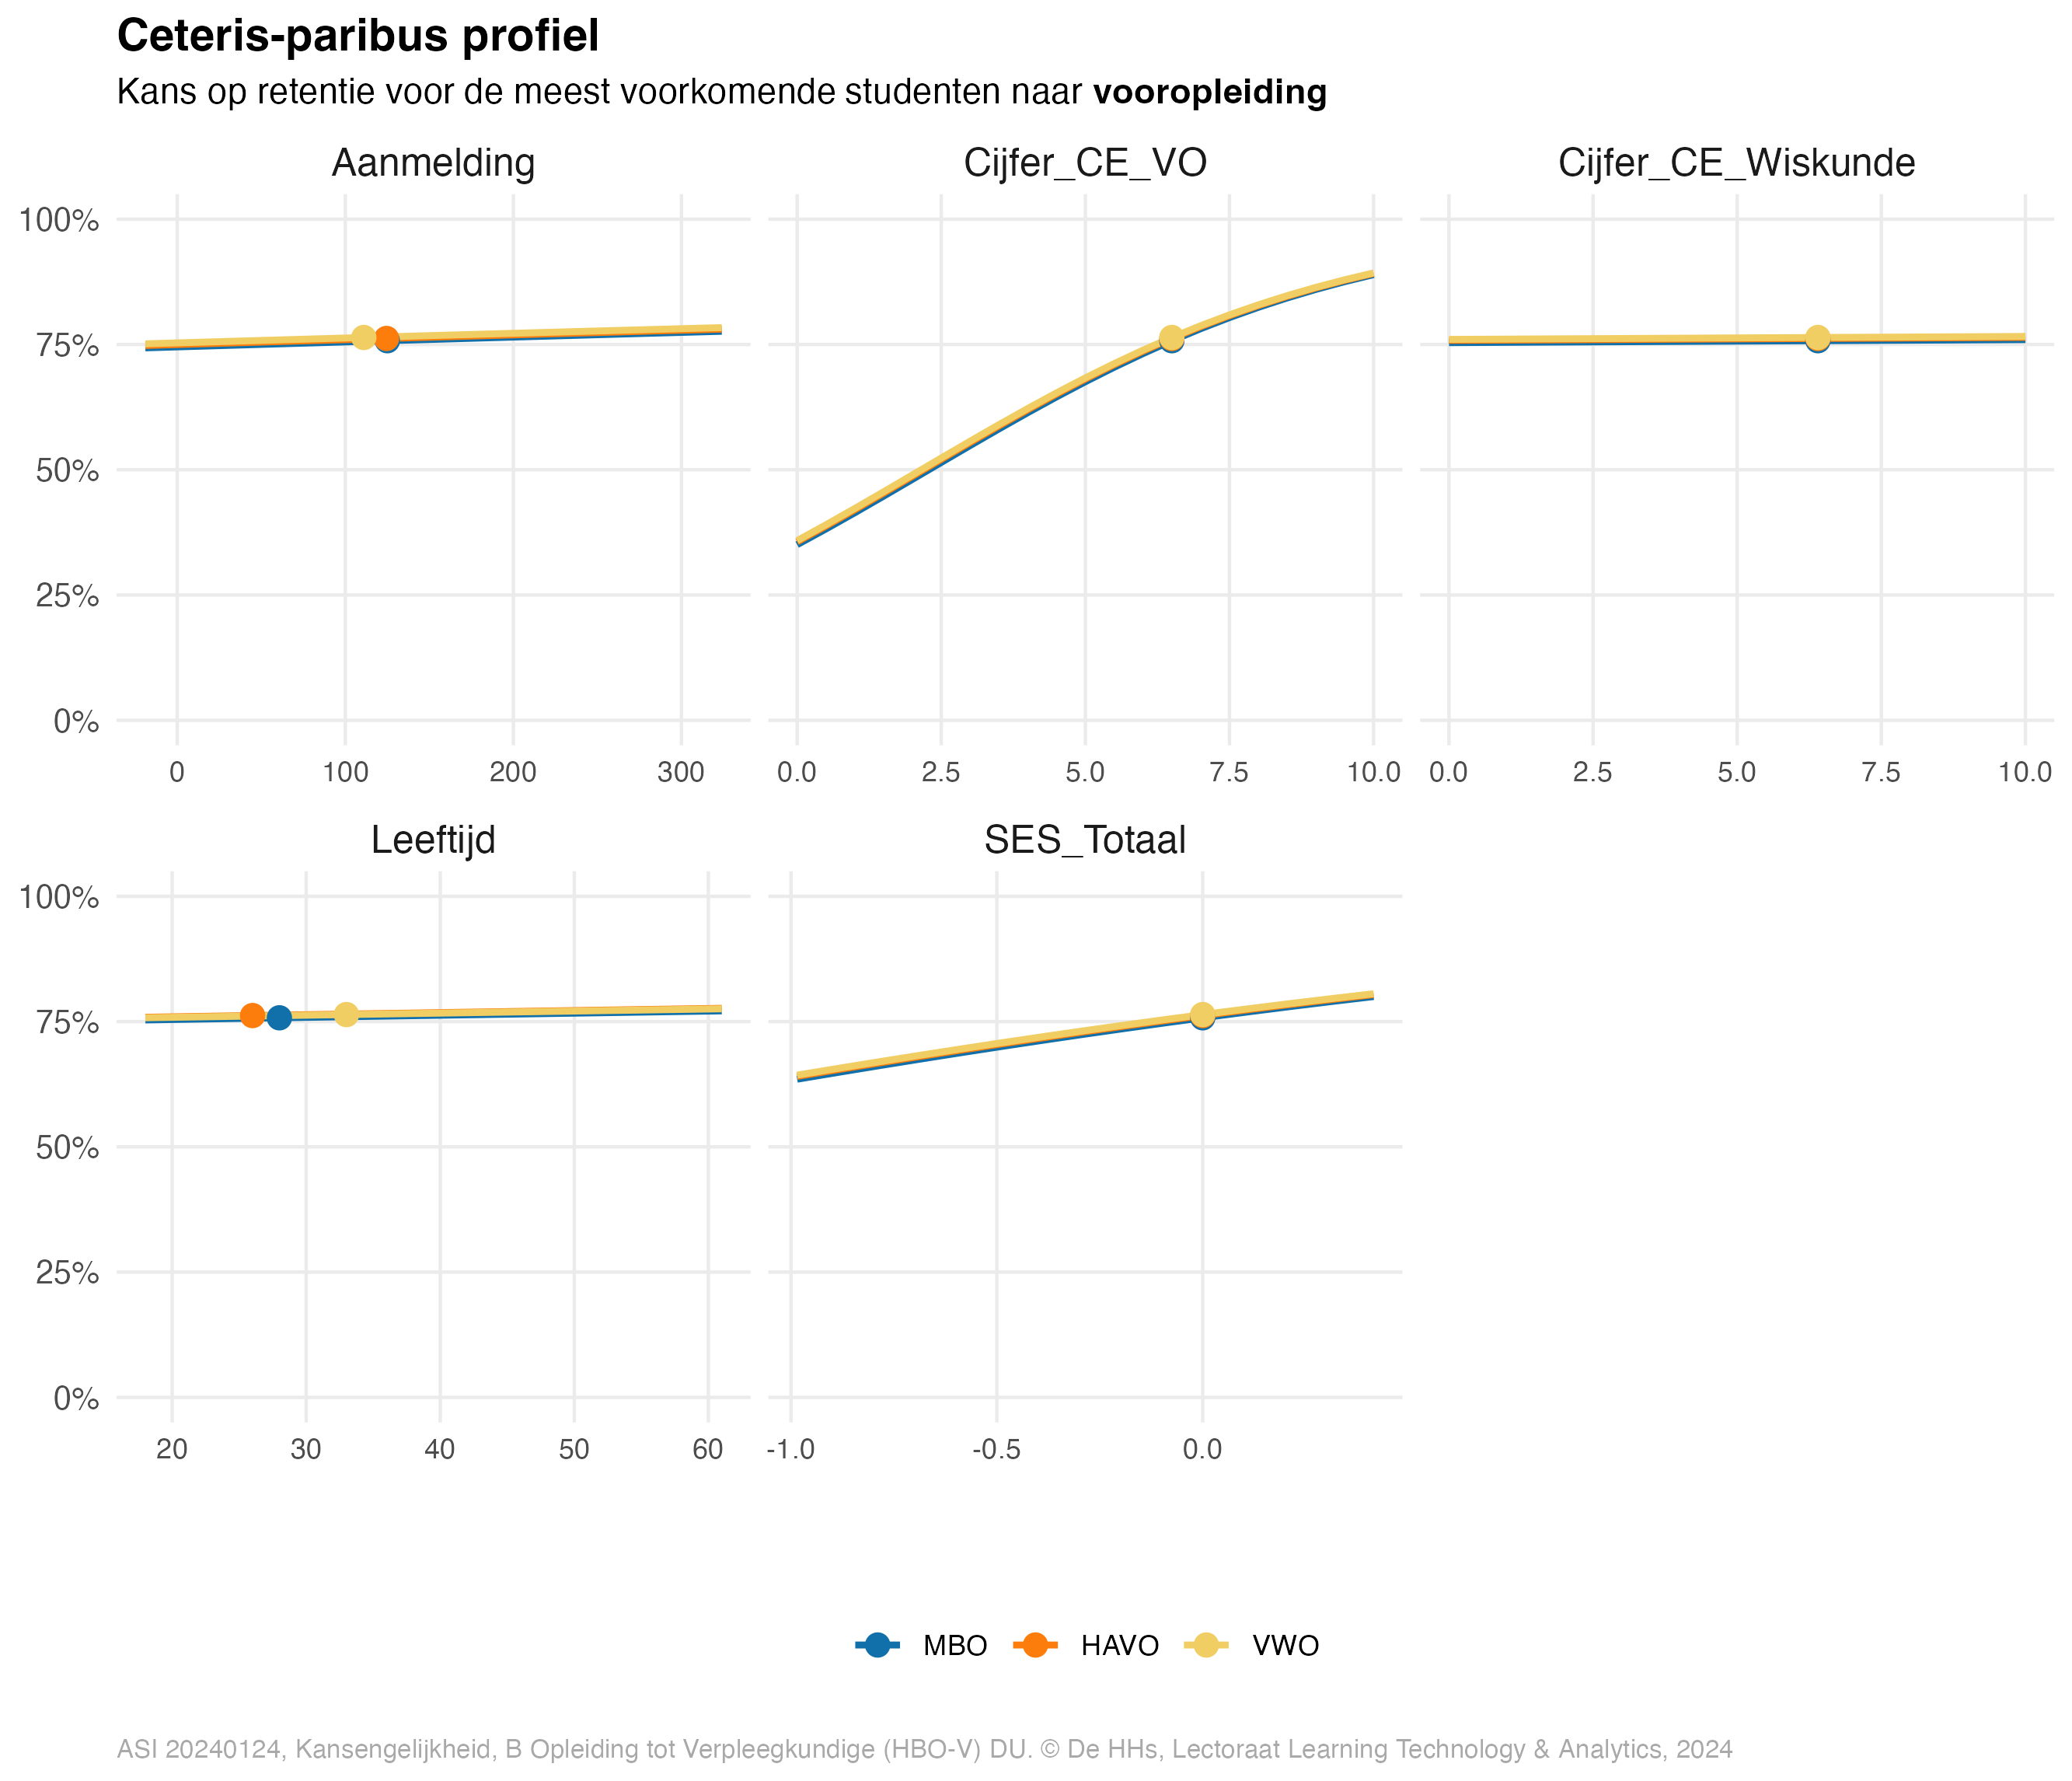 Ceteris-paribus profiel
Kans op retentie voor de meest voorkomende studenten naar vooropleiding
Aanmelding
Cijfer_CE_VO
Cijfer_CE_Wiskunde
100%
75%
50%
25%
0%
0 100 200 300
0.0 2.5 5.0 7.5 10.0
0.0 2.5 5.0 7.5 10.0
Leeftijd
SES_Totaal
100%
75%
50%
25%
0%
20 30 40 50 60
-1.0 -0.5 0.0
MBO HAVO VWO
ASI 20240124, Kansengelijkheid, B Opleiding tot Verpleegkundige (HBO-V) DU. © De HHs, Lectoraat Learning Technology & Analytics, 2024